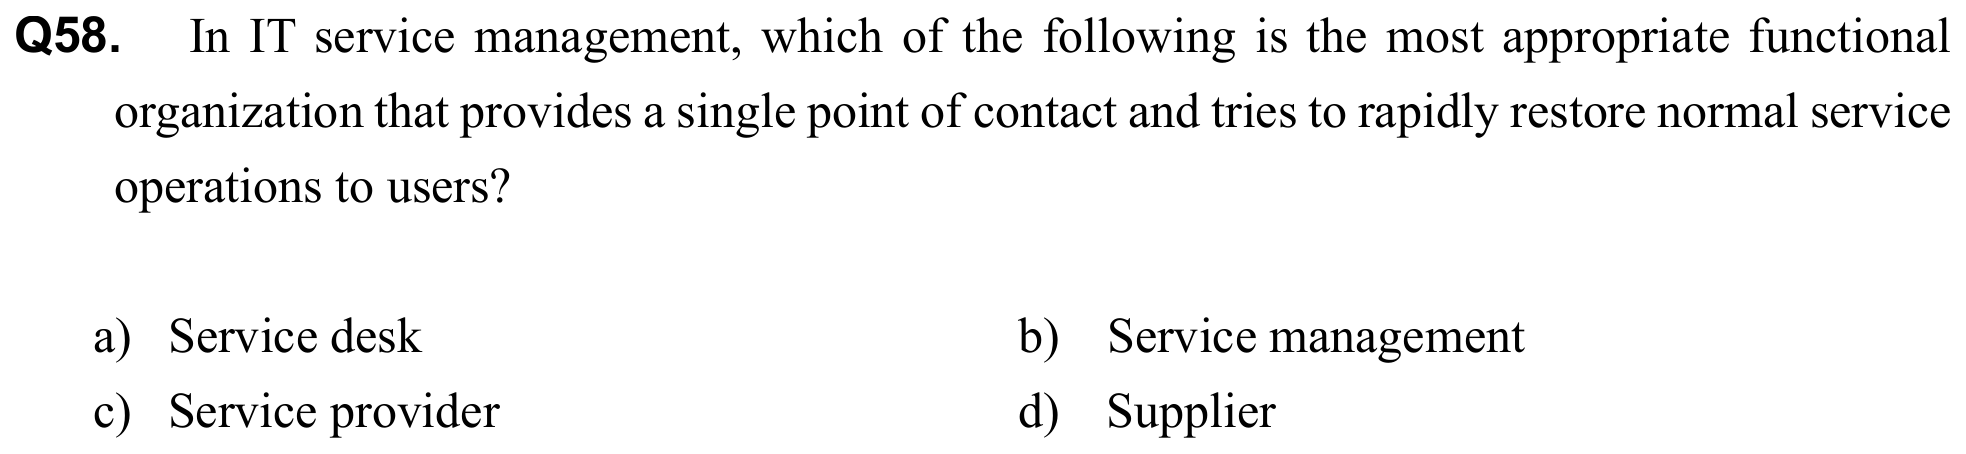 Q58. In IT service management, which of the following is the most appropriate functional
organization that provides a single point of contact and tries to rapidly restore normal service
operations to users?
a) Service desk b) Service management
c) Service provider d) Supplier